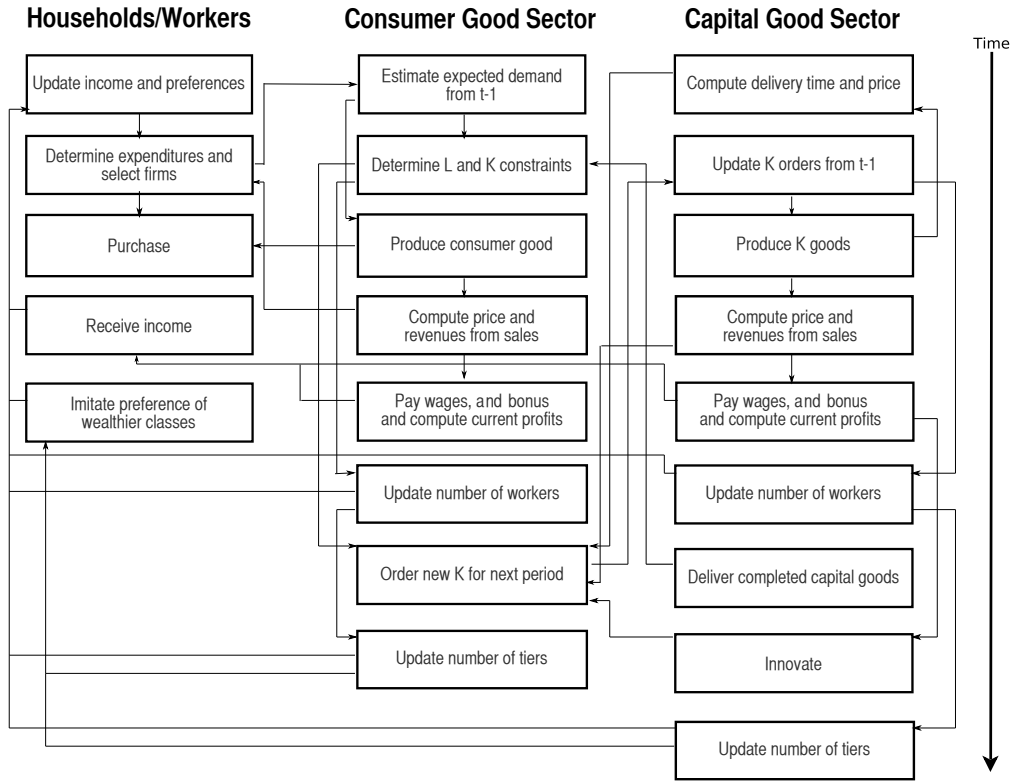 Households/Workers
Consumer Good Sector
Capital Good Sector
Time
Update income and preferences
Determine expenditures and
select firms
Purchase
Receive income
Imitate preference of
wealthier classes
Estimate expected demand
from t-1
Determine L and K constraints
Produce consumer good
Compute price and
revenues from sales
Pay wages, and bonus
and compute current profits
Update number of workers
Order new K for next period
Update number of tiers
Compute delivery time and price
Update K orders from t-1
Produce K goods
Compute price and
revenues from sales
Pay wages, and bonus
and compute current profits
Update number of workers
Deliver completed capital goods
Innovate
Update number of tiers